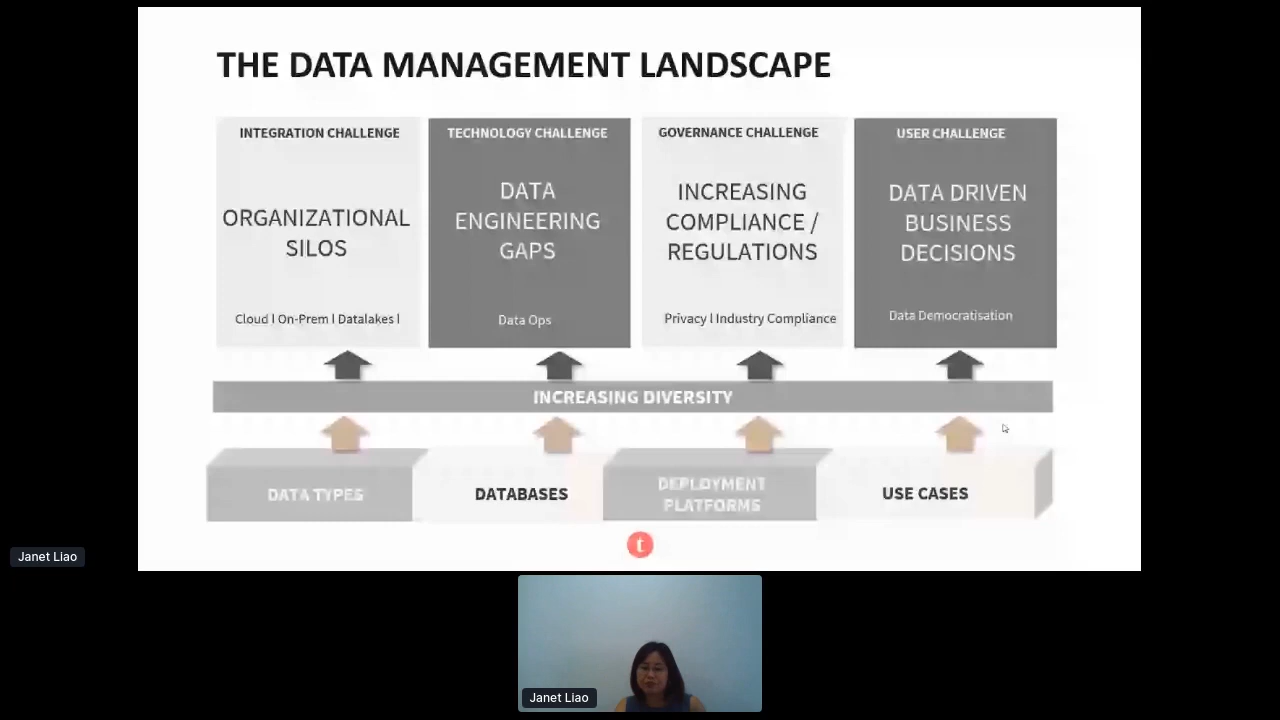 THE DATA MANAGEMENT LANDSCAPE
INTEGRATION CHALLENGE
ORGANIZATIONAL
SILOS
Cloud l On-Prem l Datalakes l
TECHNOLOGY CHALLENGE
DATA
ENGINEERING
GAPS
Data Ops
GOVERNANCE CHALLENGE
INCREASING
COMPLIANCE /
REGULATIONS
Privacy l Industry Compliance
USER CHALLENGE
DATA DRIVEN
BUSINESS
DECISIONS
Data Democratisation
INCREASING DIVERSITY
DATA TYPES
DATABASES
DEPLOYMENT
PLATFORMS
USE CASES
t
Janet Liao
Janet Liao